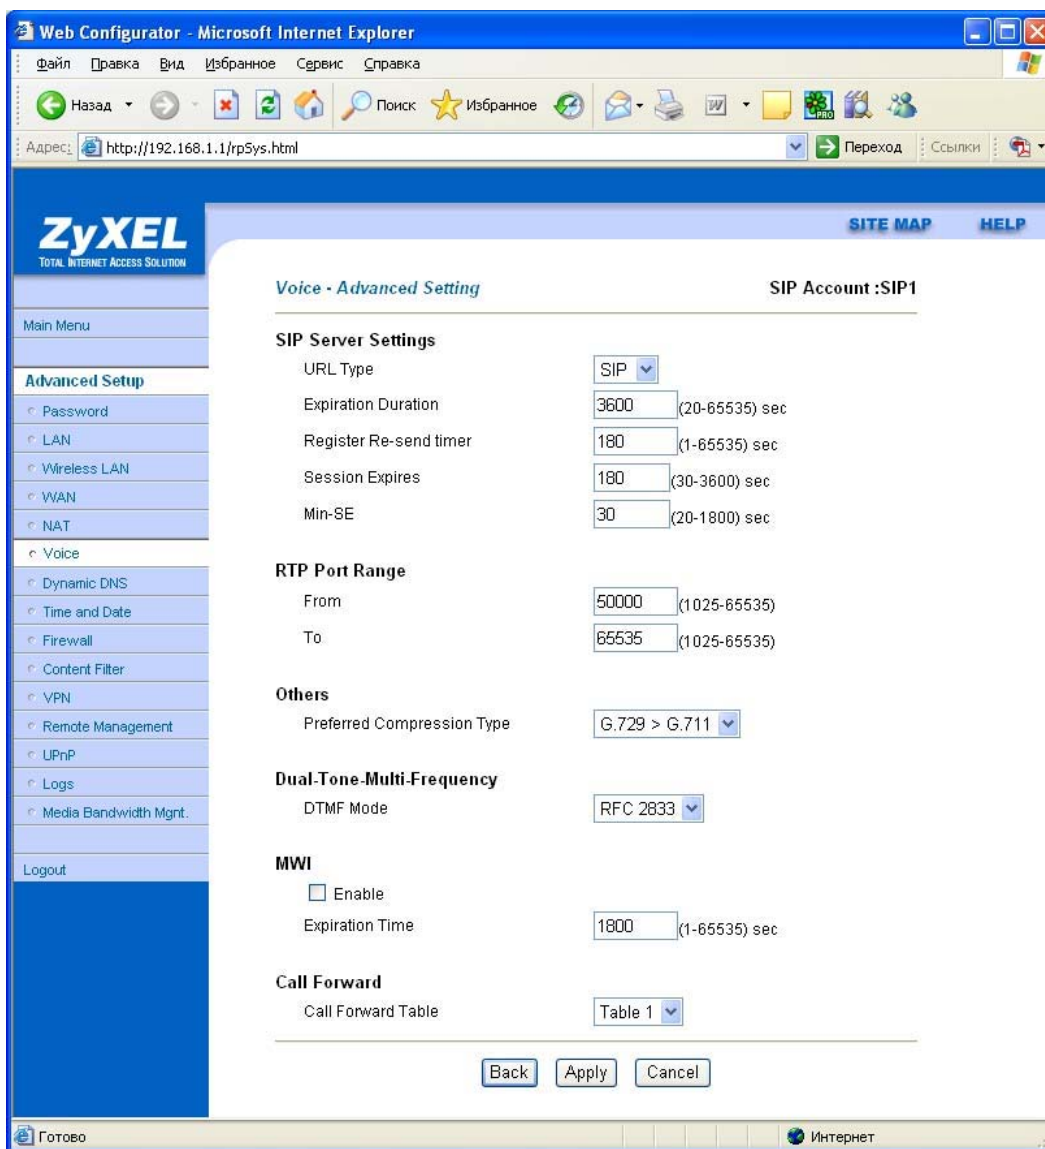 Web Configurator - Microsoft Internet Explorer
Файл Правка Вид Избранное Сервис Справка
Назад Поиск Избранное W PRO
Адрес: http://192.168.1.1/rpSys.html Переход Ссылки
ZyXEL
TOTAL INTERNET ACCESS SOLUTION
SITE MAP HELP
Main Menu
Advanced Setup
Password
LAN
Wireless LAN
WAN
NAT
Voice
Dynamic DNS
Time and Date
Firewall
Content Filter
VPN
Remote Management
UPnP
Logs
Media Bandwidth Mgnt.
Logout
Voice - Advanced Setting SIP Account :SIP1
SIP Server Settings
URL Type SIP
Expiration Duration 3600 (20-65535) sec
Register Re-send timer 180 (1-65535) sec
Session Expires 180 (30-3600) sec
Min-SE 30 (20-1800) sec
RTP Port Range
From 50000 (1025-65535)
To 65535 (1025-65535)
Others
Preferred Compression Type G.729 > G.711
Dual-Tone-Multi-Frequency
DTMF Mode RFC 2833
MWI
Enable
Expiration Time 1800 (1-65535) sec
Call Forward
Call Forward Table Table 1
Back Apply Cancel
Готово Интернет